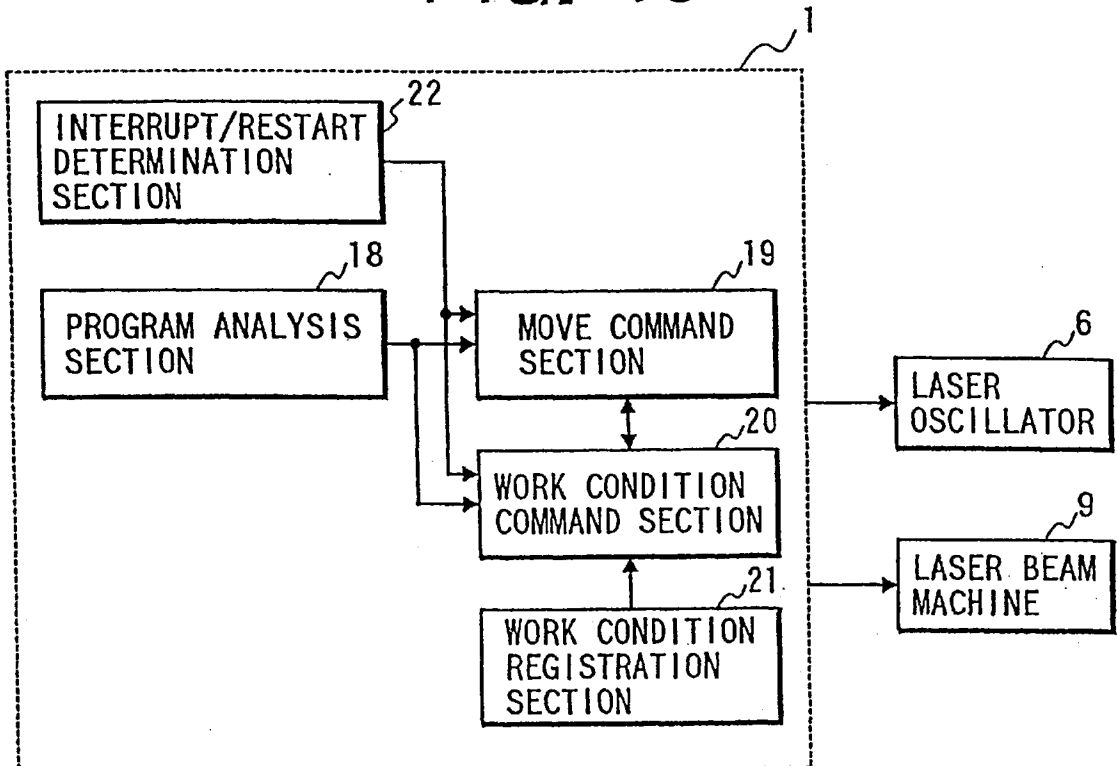 1
22
INTERRUPT/RESTART
DETERMINATION
SECTION
18
PROGRAM ANALYSIS
SECTION
19
MOVE COMMAND
SECTION
6
LASER
OSCILLATOR
20
WORK CONDITION
COMMAND SECTION
9
LASER BEAM
MACHINE
21
WORK CONDITION
REGISTRATION
SECTION